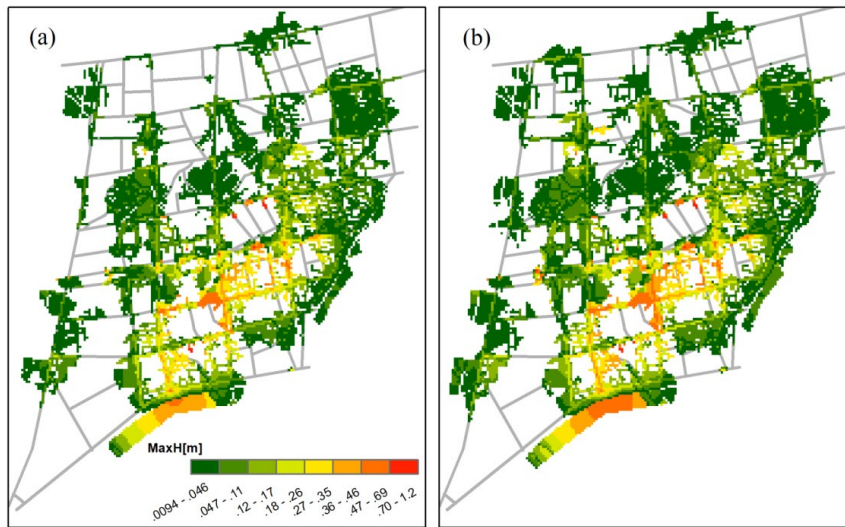 (a)
(b)
MaxH[m]
.0094 - .046
.047 - .11
.12 - .17
.18 - .26
.27 - .35
.36 - .46
.47 - .69
.70 - 1.2